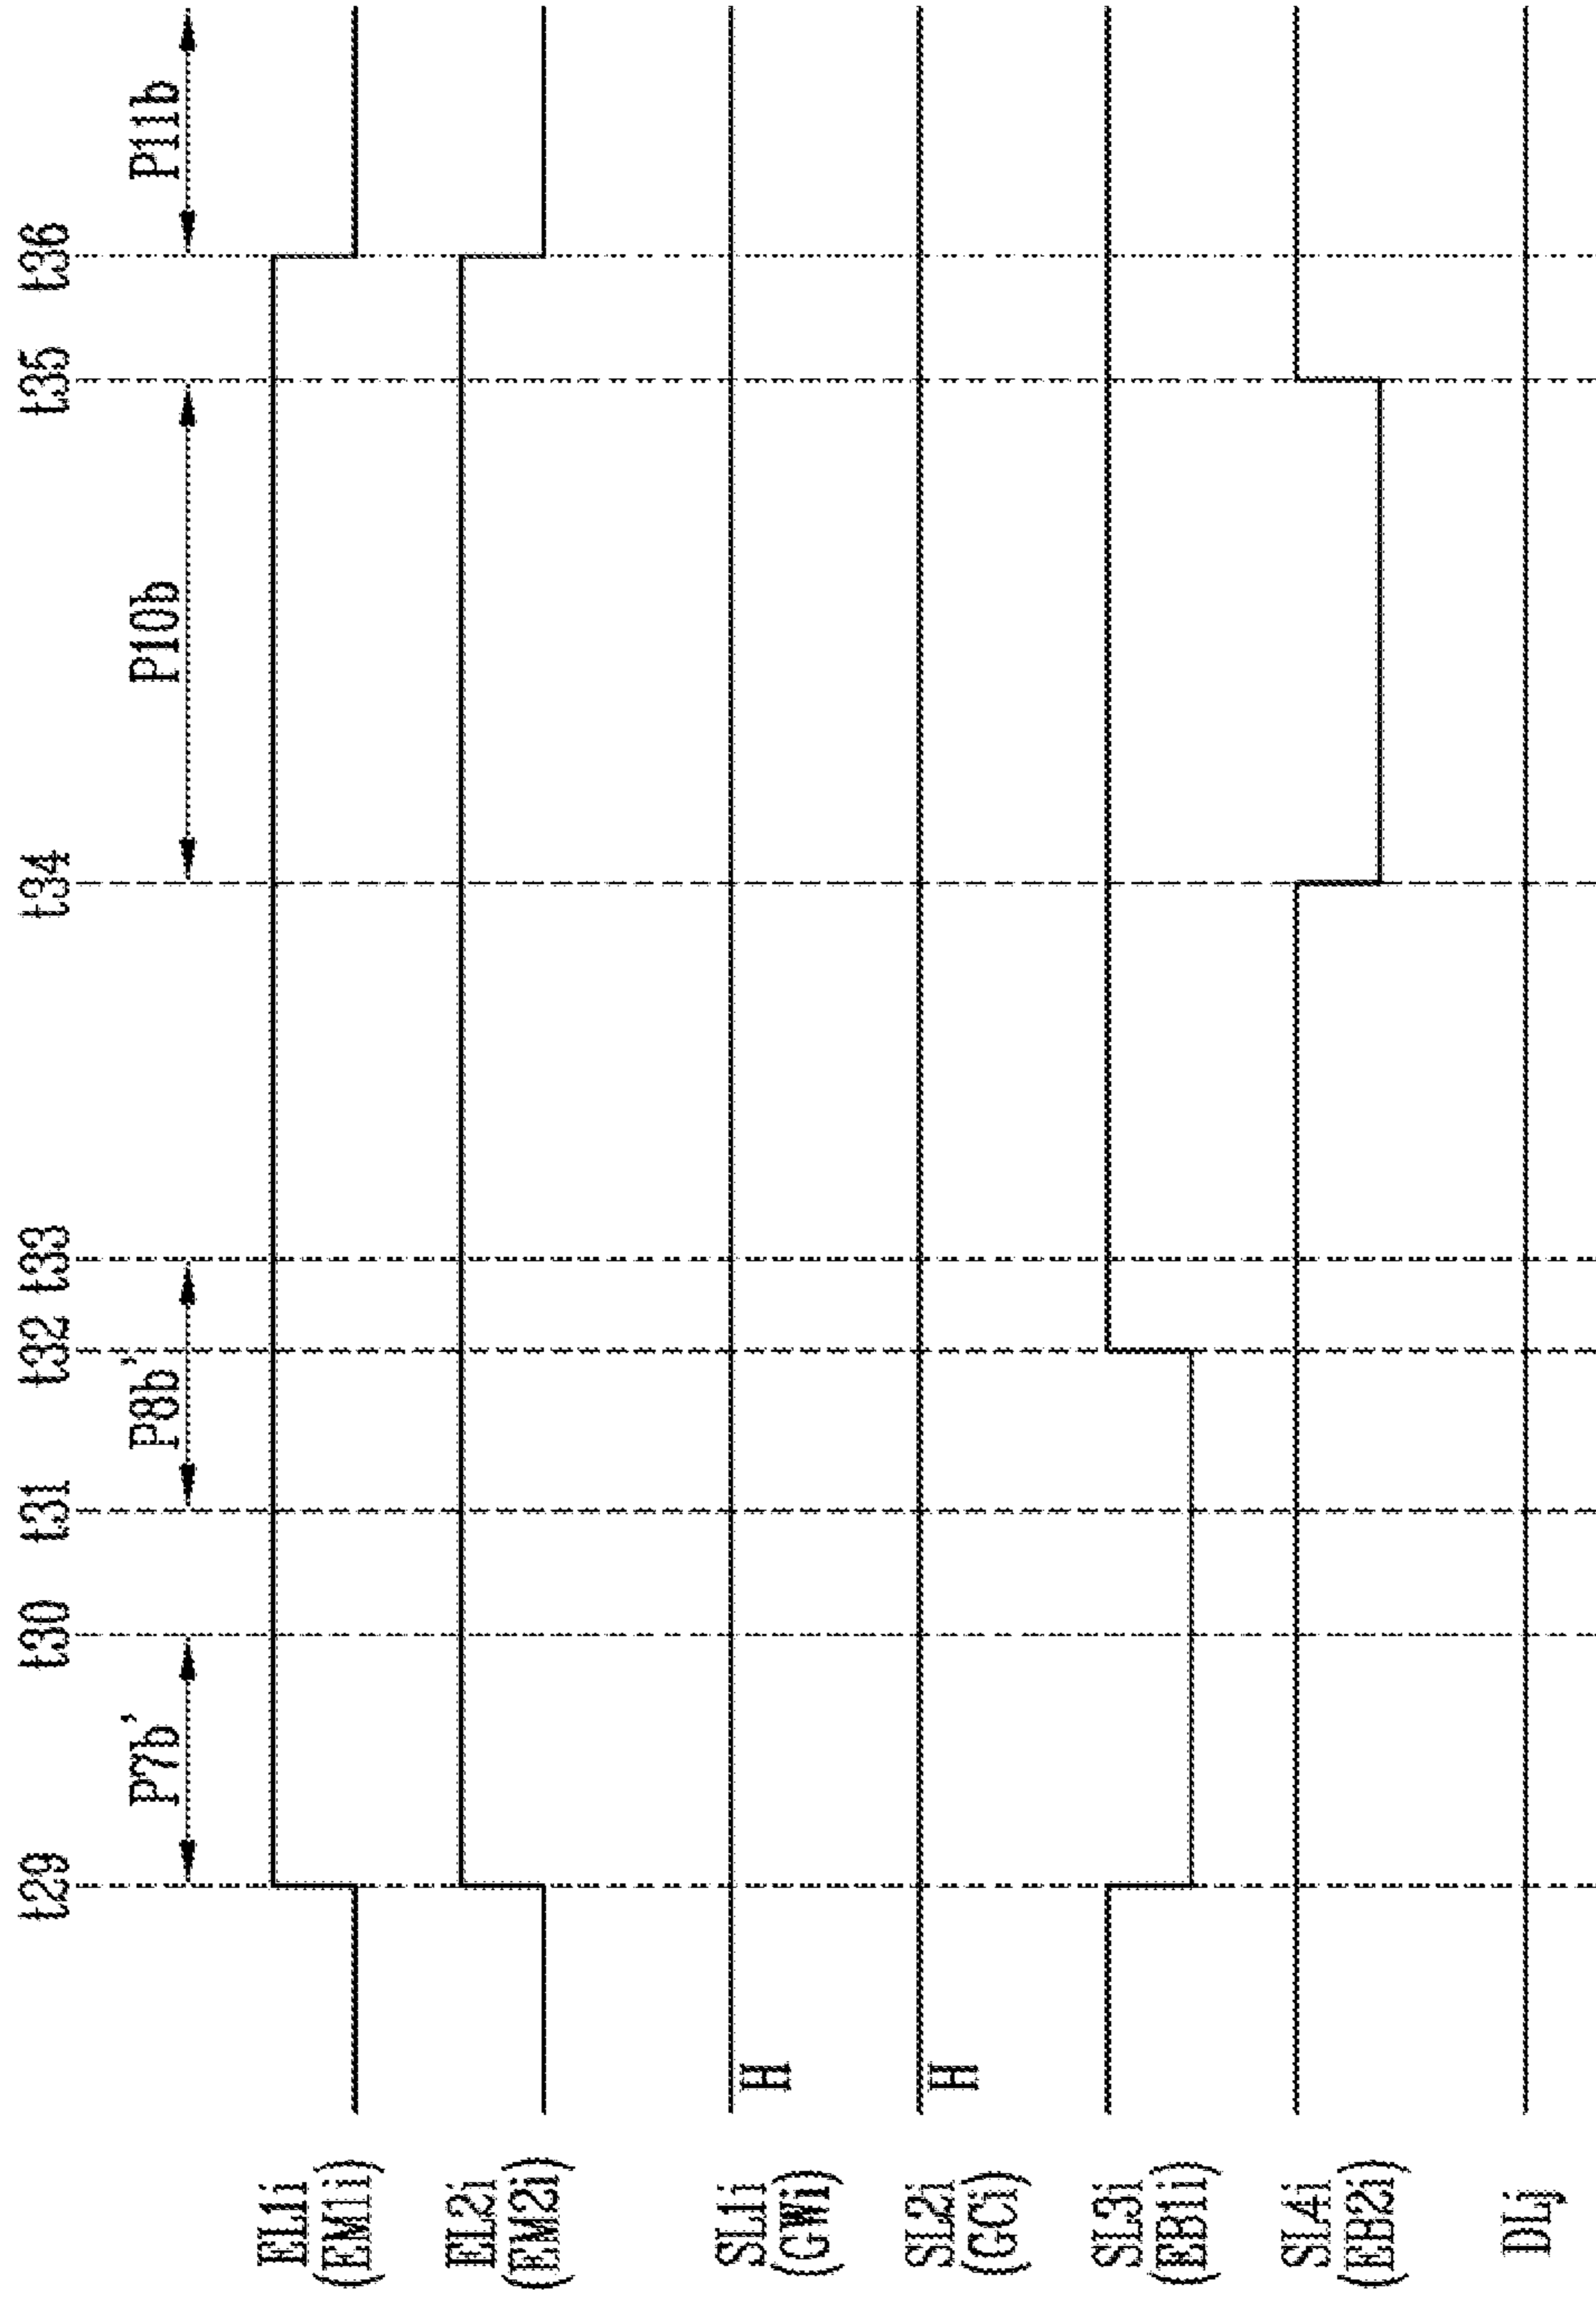 t29 t30 t31 t32 t33 t34 t35 t36
P7b' P8b' P10b P11b
EL1i
(EM1i)
EL2i
(EM2i)
SL1i
(GWi)
H
SL2i
(GCi)
H
SL3i
(EB1i)
SL4i
(EB2i)
DLj